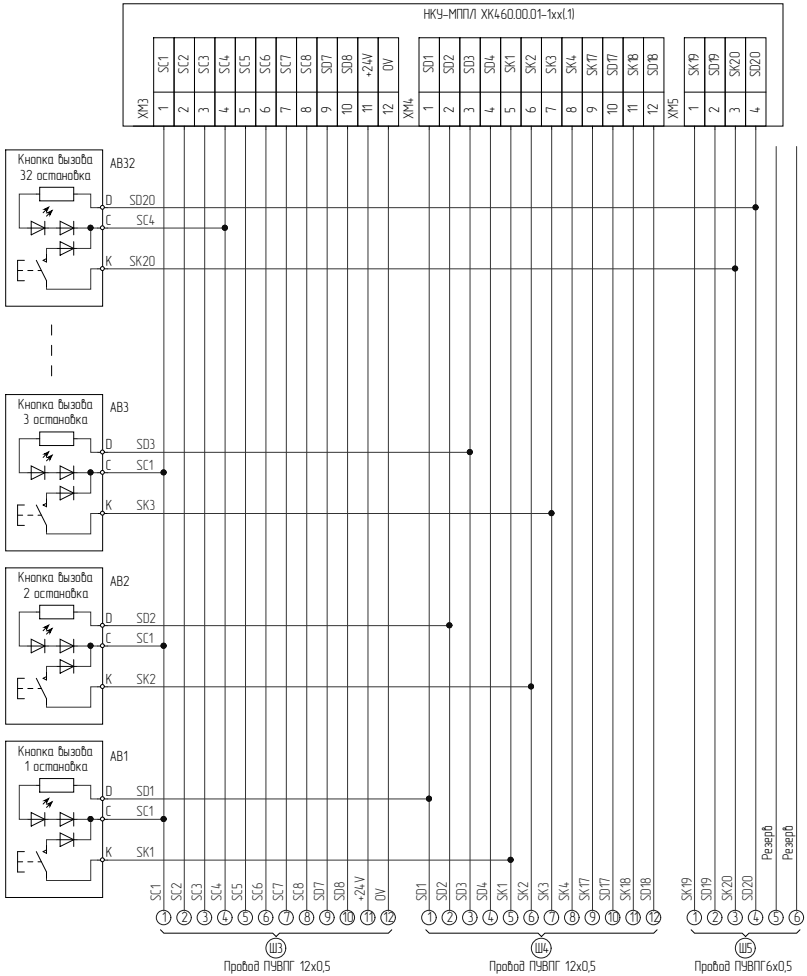 НКУ-МППЛ ХК460.00.01-1хх(.1)
XM3
SC1 SC2 SC3 SC4 SC5 SC6 SC7 SC8 SD7 SD8 +24V 0V
1 2 3 4 5 6 7 8 9 10 11 12
XM4
SD1 SD2 SD3 SD4 SK1 SK2 SK3 SK4 SK17 SD17 SK18 SD18
1 2 3 4 5 6 7 8 9 10 11 12
XM5
SK19 SD19 SK20 SD20
1 2 3 4
Кнопка вызова
32 остановка
AB32
D SD20
C SC4
K SK20
Кнопка вызова
3 остановка
AB3
D SD3
C SC1
K SK3
Кнопка вызова
2 остановка
AB2
D SD2
C SC1
K SK2
Кнопка вызова
1 остановка
AB1
D SD1
C SC1
K SK1
SC1 SC2 SC3 SC4 SC5 SC6 SC7 SC8 SD7 SD8 +24V 0V
1 2 3 4 5 6 7 8 9 10 11 12
Ш3
Провод ПУВПГ 12х0,5
SD1 SD2 SD3 SD4 SK1 SK2 SK3 SK4 SK17 SD17 SK18 SD18
1 2 3 4 5 6 7 8 9 10 11 12
Ш4
Провод ПУВПГ 12х0,5
SK19 SD19 SK20 SD20 Резерв Резерв
1 2 3 4 5 6
Ш5
Провод ПУВПГ6х0,5